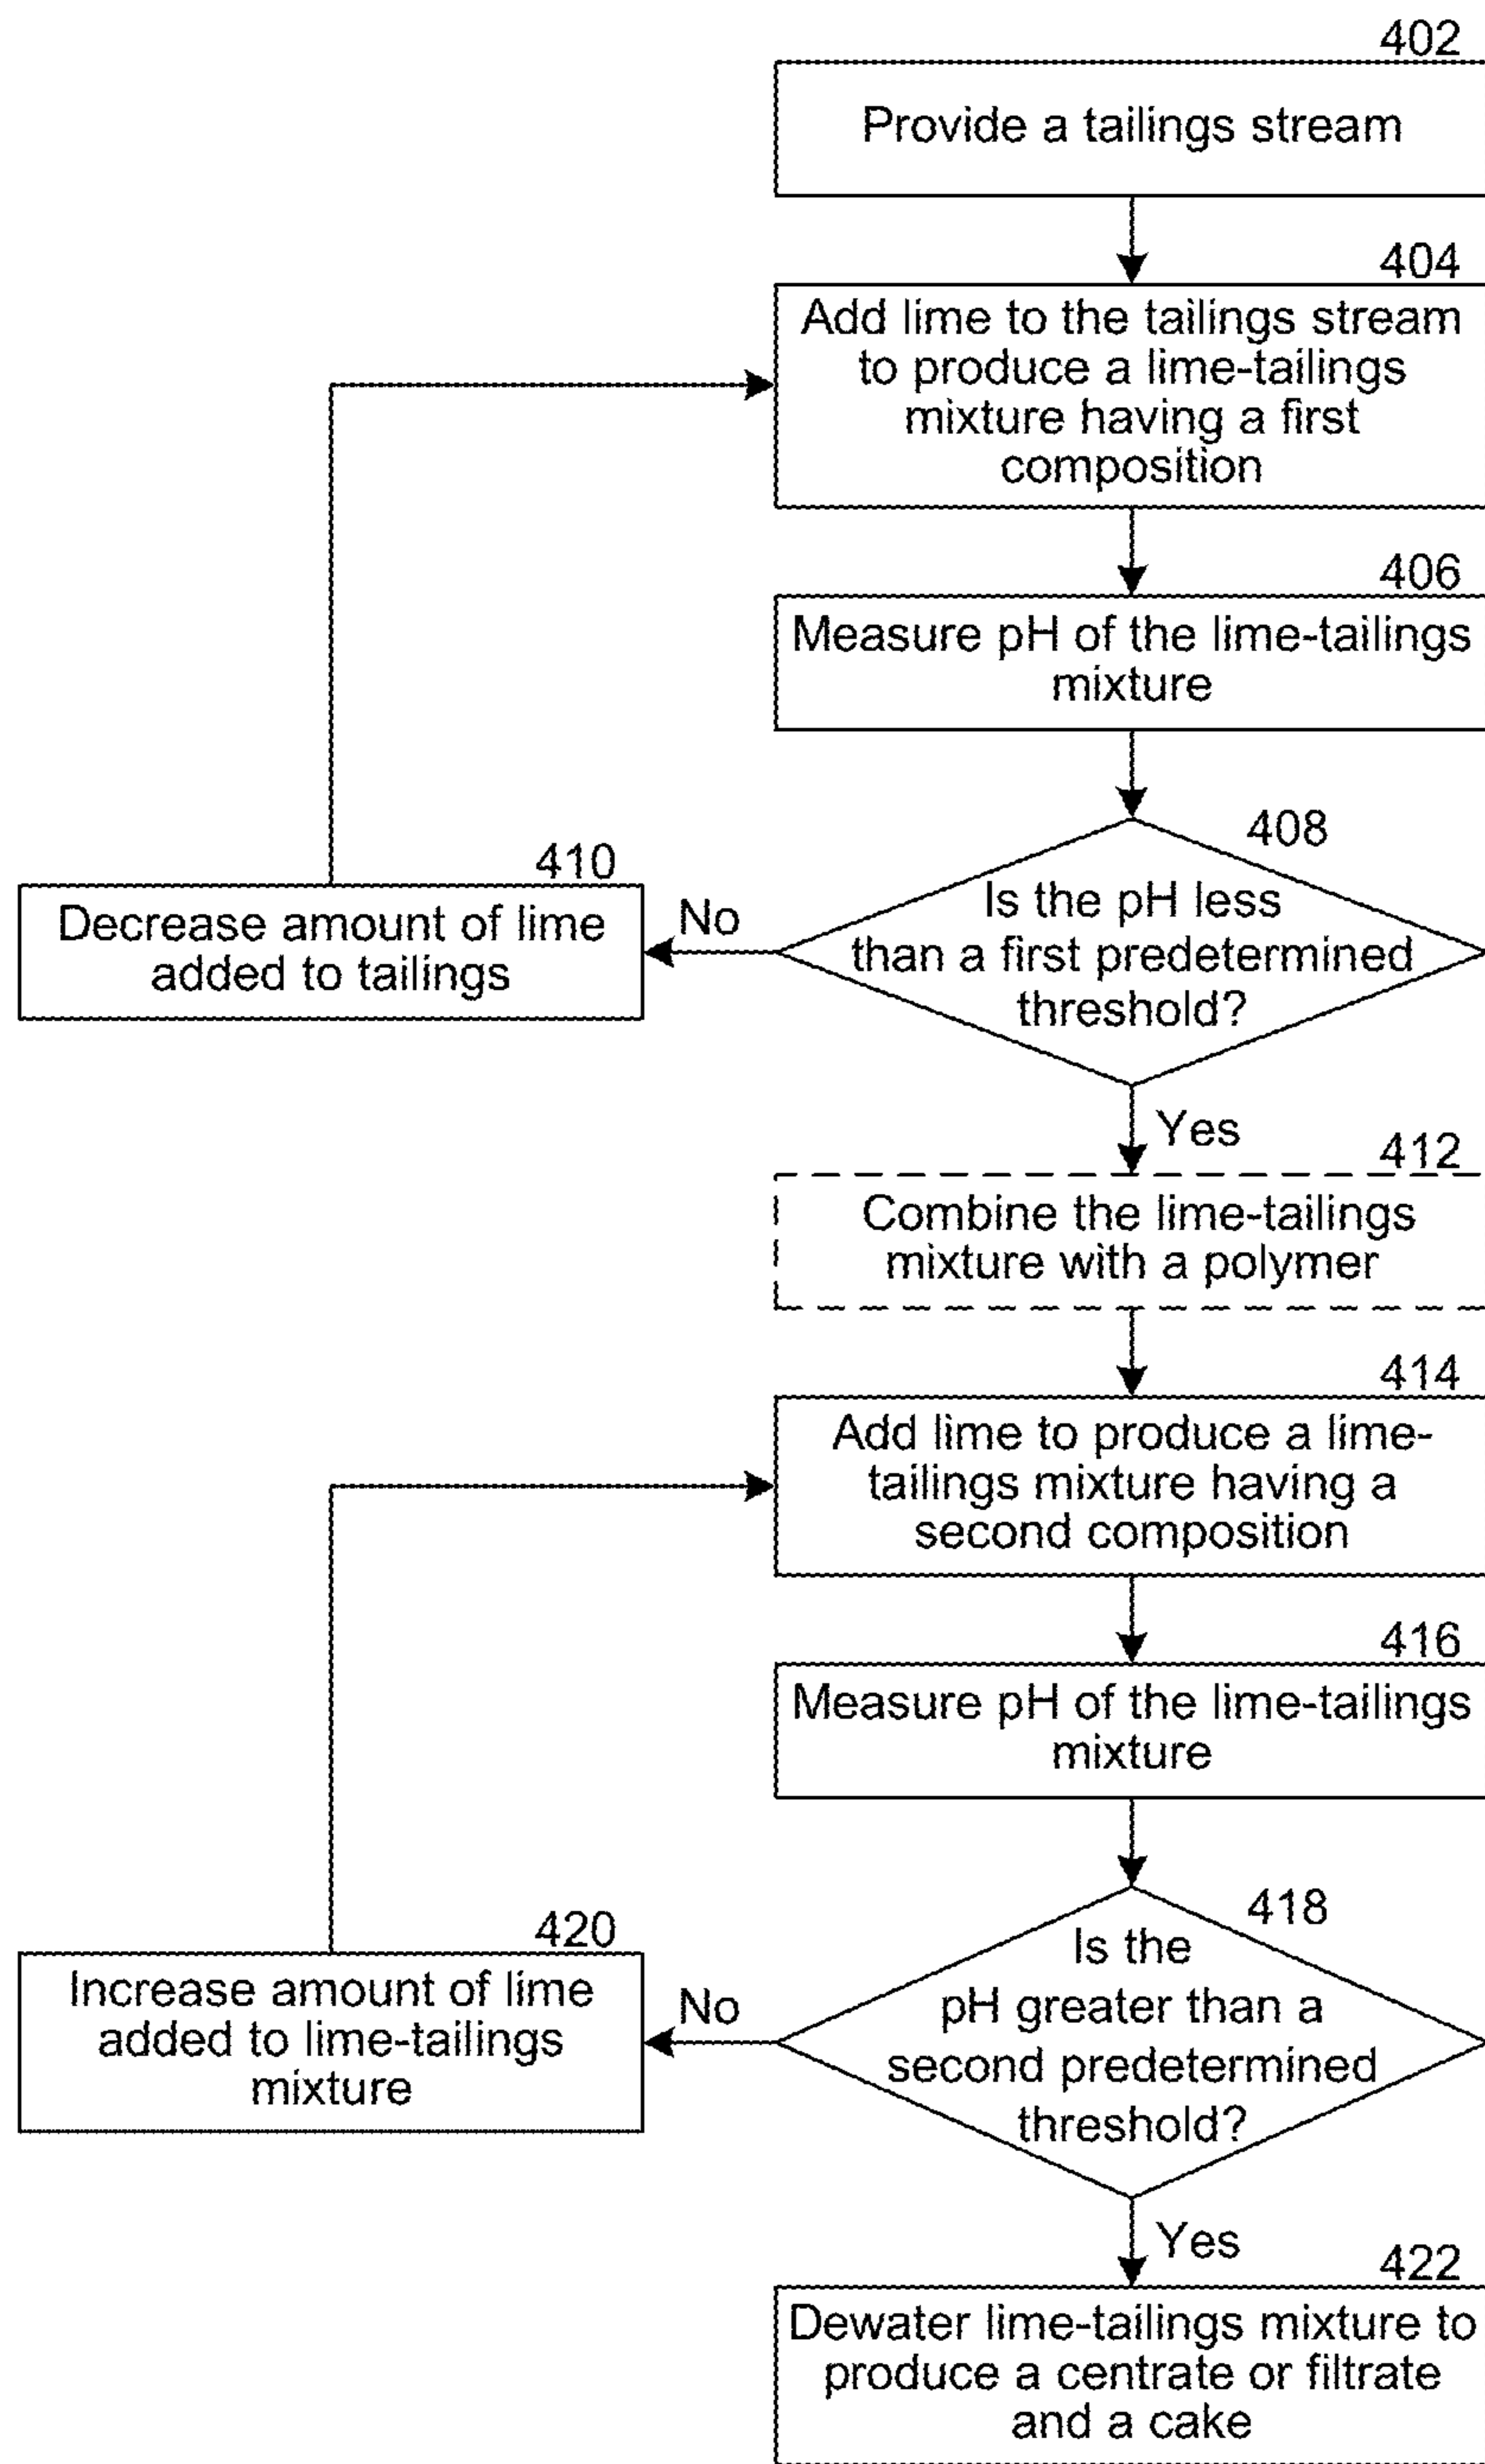 402
Provide a tailings stream
404
Add lime to the tailings stream
to produce a lime-tailings
mixture having a first
composition
406
Measure pH of the lime-tailings
mixture
408
Is the pH less
than a first predetermined
threshold?
No
410
Decrease amount of lime
added to tailings
Yes
412
Combine the lime-tailings
mixture with a polymer
414
Add lime to produce a lime-
tailings mixture having a
second composition
416
Measure pH of the lime-tailings
mixture
418
Is the
pH greater than a
second predetermined
threshold?
No
420
Increase amount of lime
added to lime-tailings
mixture
Yes
422
Dewater lime-tailings mixture to
produce a centrate or filtrate
and a cake